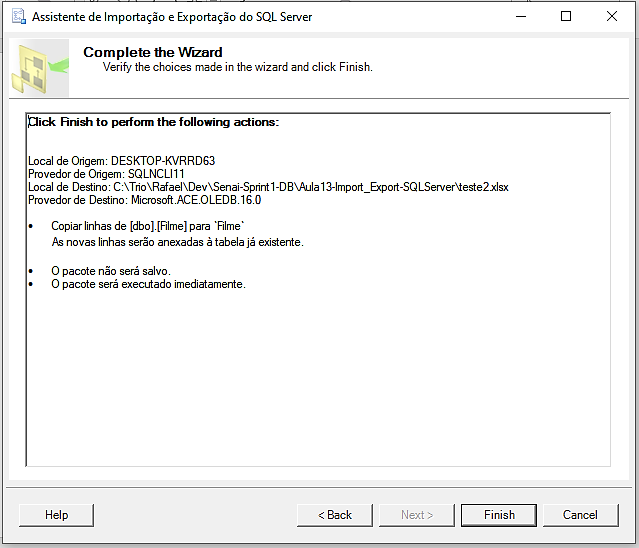 Assistente de Importação e Exportação do SQL Server
Complete the Wizard
Verify the choices made in the wizard and click Finish.
Click Finish to perform the following actions:
Local de Origem: DESKTOP-KVRRD63
Provedor de Origem: SQLNCLI11
Local de Destino: C:\Trio\Rafael\Dev\Senai-Sprint1-DB\Aula13-Import_Export-SQLServer\teste2.xlsx
Provedor de Destino: Microsoft.ACE.OLEDB.16.0
• Copiar linhas de [dbo].[Filme] para `Filme`
As novas linhas serão anexadas à tabela já existente.
• O pacote não será salvo.
• O pacote será executado imediatamente.
Help
< Back
Next >
Finish
Cancel